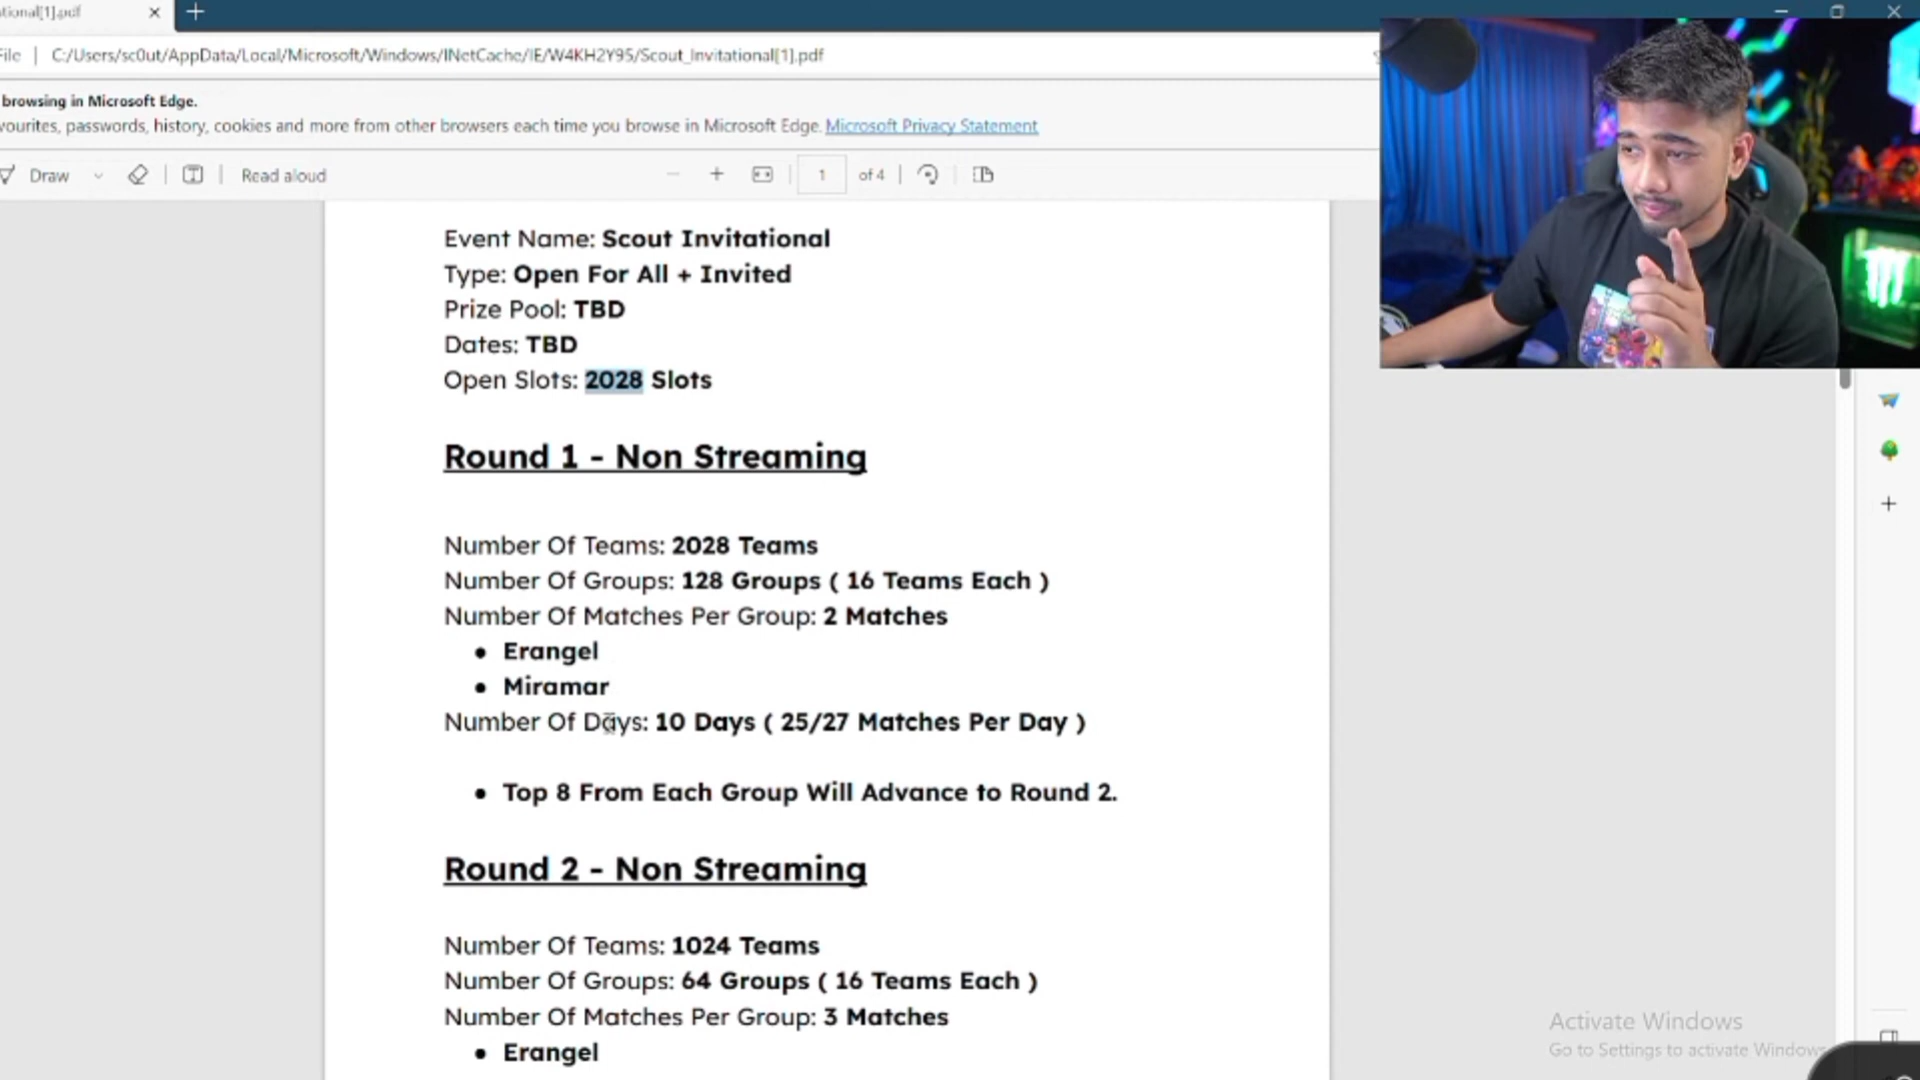 tional[1].pdf
File | C:/Users/sc0ut/AppData/Local/Microsoft/Windows/INetCache/IE/W4KH2Y95/Scout_Invitational[1].pdf
browsing in Microsoft Edge.
vourites, passwords, history, cookies and more from other browsers each time you browse in Microsoft Edge. Microsoft Privacy Statement
Draw Read aloud 1 of 4
Event Name: Scout Invitational
Type: Open For All + Invited
Prize Pool: TBD
Dates: TBD
Open Slots: 2028 Slots
Round 1 - Non Streaming
Number Of Teams: 2028 Teams
Number Of Groups: 128 Groups ( 16 Teams Each )
Number Of Matches Per Group: 2 Matches
• Erangel
• Miramar
Number Of Days: 10 Days ( 25/27 Matches Per Day )
• Top 8 From Each Group Will Advance to Round 2.
Round 2 - Non Streaming
Number Of Teams: 1024 Teams
Number Of Groups: 64 Groups ( 16 Teams Each )
Number Of Matches Per Group: 3 Matches
• Erangel
Activate Windows
Go to Settings to activate Windows